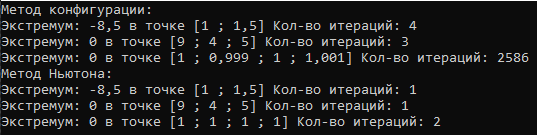 Метод конфигурации:
Экстремум: -8,5 в точке [1 ; 1,5] Кол-во итераций: 4
Экстремум: 0 в точке [9 ; 4 ; 5] Кол-во итераций: 3
Экстремум: 0 в точке [1 ; 0,999 ; 1 ; 1,001] Кол-во итераций: 2586
Метод Ньютона:
Экстремум: -8,5 в точке [1 ; 1,5] Кол-во итераций: 1
Экстремум: 0 в точке [9 ; 4 ; 5] Кол-во итераций: 1
Экстремум: 0 в точке [1 ; 1 ; 1 ; 1] Кол-во итераций: 2